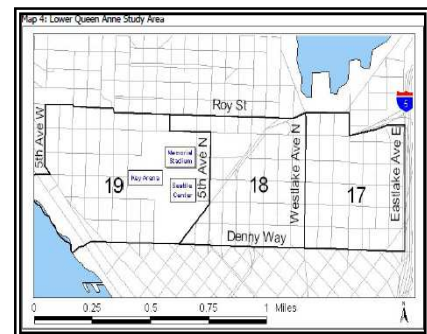 Map 4: Lower Queen Anne Study Area
Roy St
5
5th Ave W
Memorial
Stadium
Key Arena
Seattle
Center
5th Ave N
19
18
Westlake Ave N
17
Eastlake Ave E
Denny Way
0 0.25 0.5 0.75 1 Miles
N